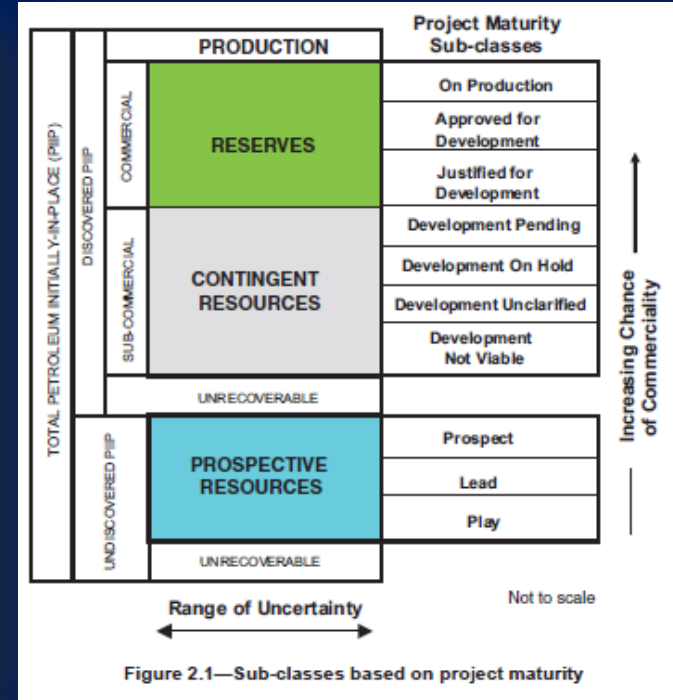 Project Maturity
Sub-classes
PRODUCTION
TOTAL PETROLEUM INITIALLY-IN-PLACE (PIIP)
DISCOVERED PIIP
COMMERCIAL
RESERVES
On Production
Approved for
Development
Justified for
Development
SUB-COMMERCIAL
CONTINGENT
RESOURCES
Development Pending
Development On Hold
Development Unclarified
Development
Not Viable
UNRECOVERABLE
UNDISCOVERED PIIP
PROSPECTIVE
RESOURCES
Prospect
Lead
Play
UNRECOVERABLE
Increasing Chance
of Commerciality
Range of Uncertainty
Not to scale
Figure 2.1—Sub-classes based on project maturity